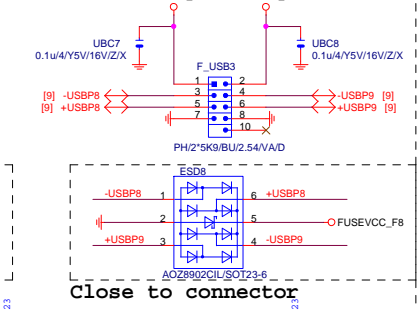 UBC7
0.1u/4/Y5V/16V/Z/X
UBC8
0.1u/4/Y5V/16V/Z/X
F_USB3
1 2
[9] -USBP8 3 4 -USBP9 [9]
[9] +USBP8 5 6 +USBP9 [9]
7 8
10
PH/2*5K9/BU/2.54/VA/D
ESD8
-USBP8 1 6 +USBP8
2 5 FUSEVCC_F8
+USBP9 3 4 -USBP9
AOZ8902CIL/SOT23-6
Close to connector
23 23